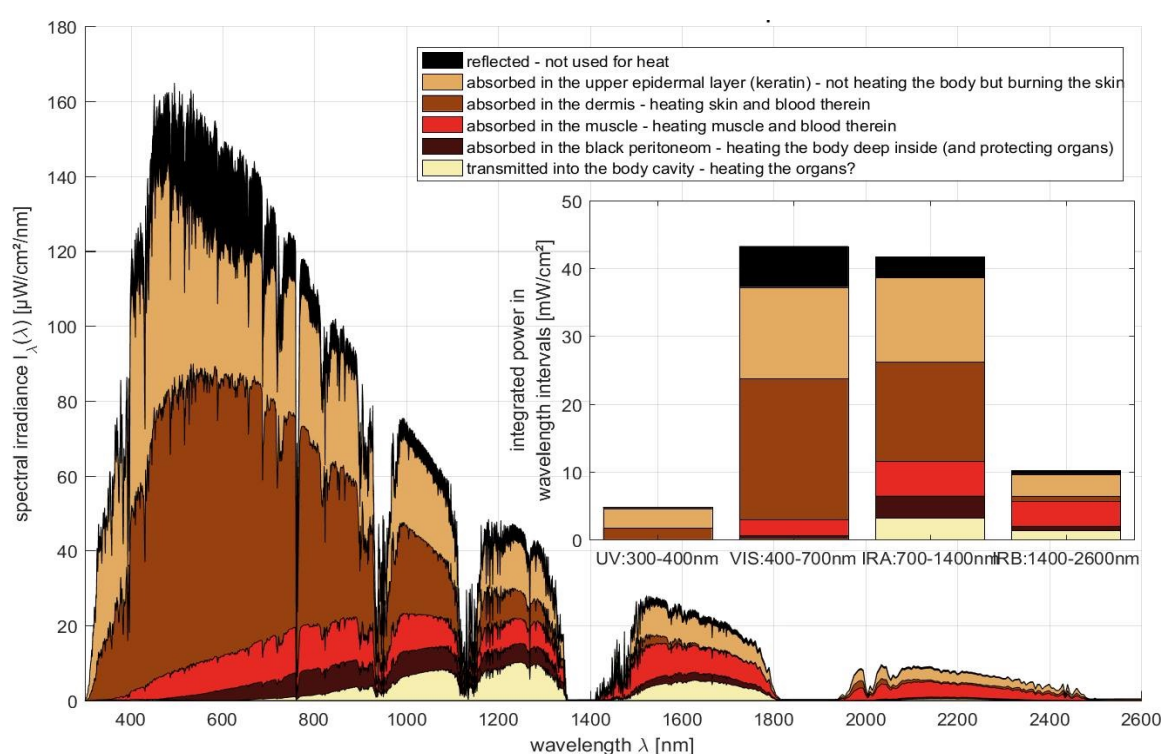 180
160
140
120
100
80
60
40
20
0
spectral irradiance I_λ(λ) [µW/cm²/nm]
reflected - not used for heat
absorbed in the upper epidermal layer (keratin) - not heating the body but burning the skin
absorbed in the dermis - heating skin and blood therein
absorbed in the muscle - heating muscle and blood therein
absorbed in the black peritoneom - heating the body deep inside (and protecting organs)
transmitted into the body cavity - heating the organs?
50
40
30
20
10
0
integrated power in
wavelength intervals [mW/cm²]
UV:300-400nm VIS:400-700nm IRA:700-1400nm IRB:1400-2600nm
400 600 800 1000 1200 1400 1600 1800 2000 2200 2400 2600
wavelength λ [nm]